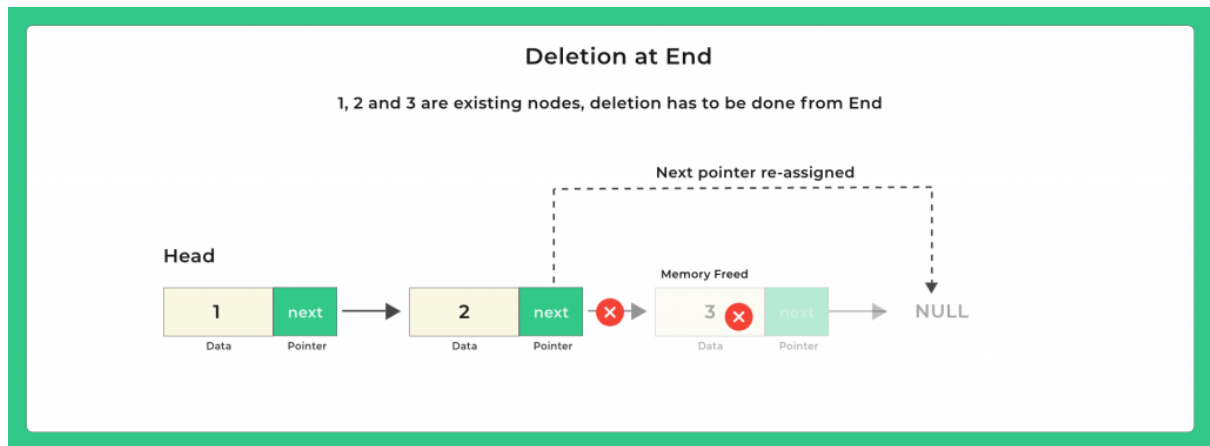 Deletion at End
1, 2 and 3 are existing nodes, deletion has to be done from End
Next pointer re-assigned
Head
Memory Freed
1 next 2 next 3 next NULL
Data Pointer Data Pointer Data Pointer